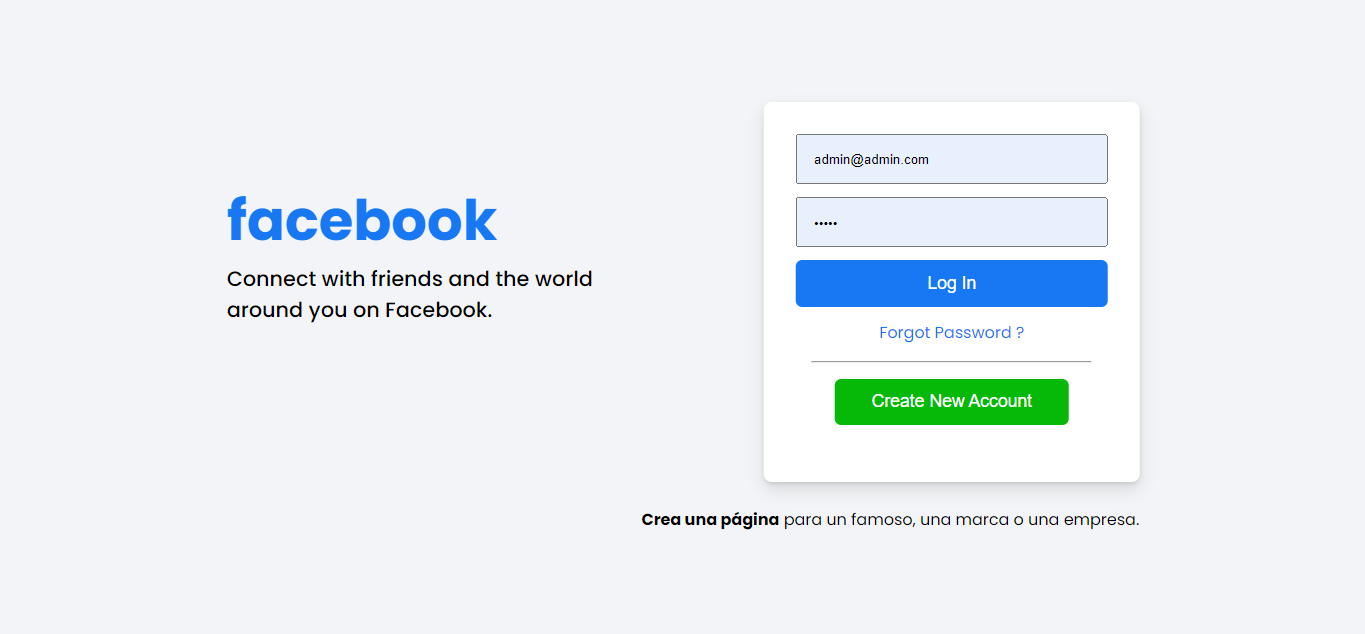 facebook
Connect with friends and the world
around you on Facebook.
admin@admin.com
•••••
Log In
Forgot Password ?
Create New Account
Crea una página para un famoso, una marca o una empresa.